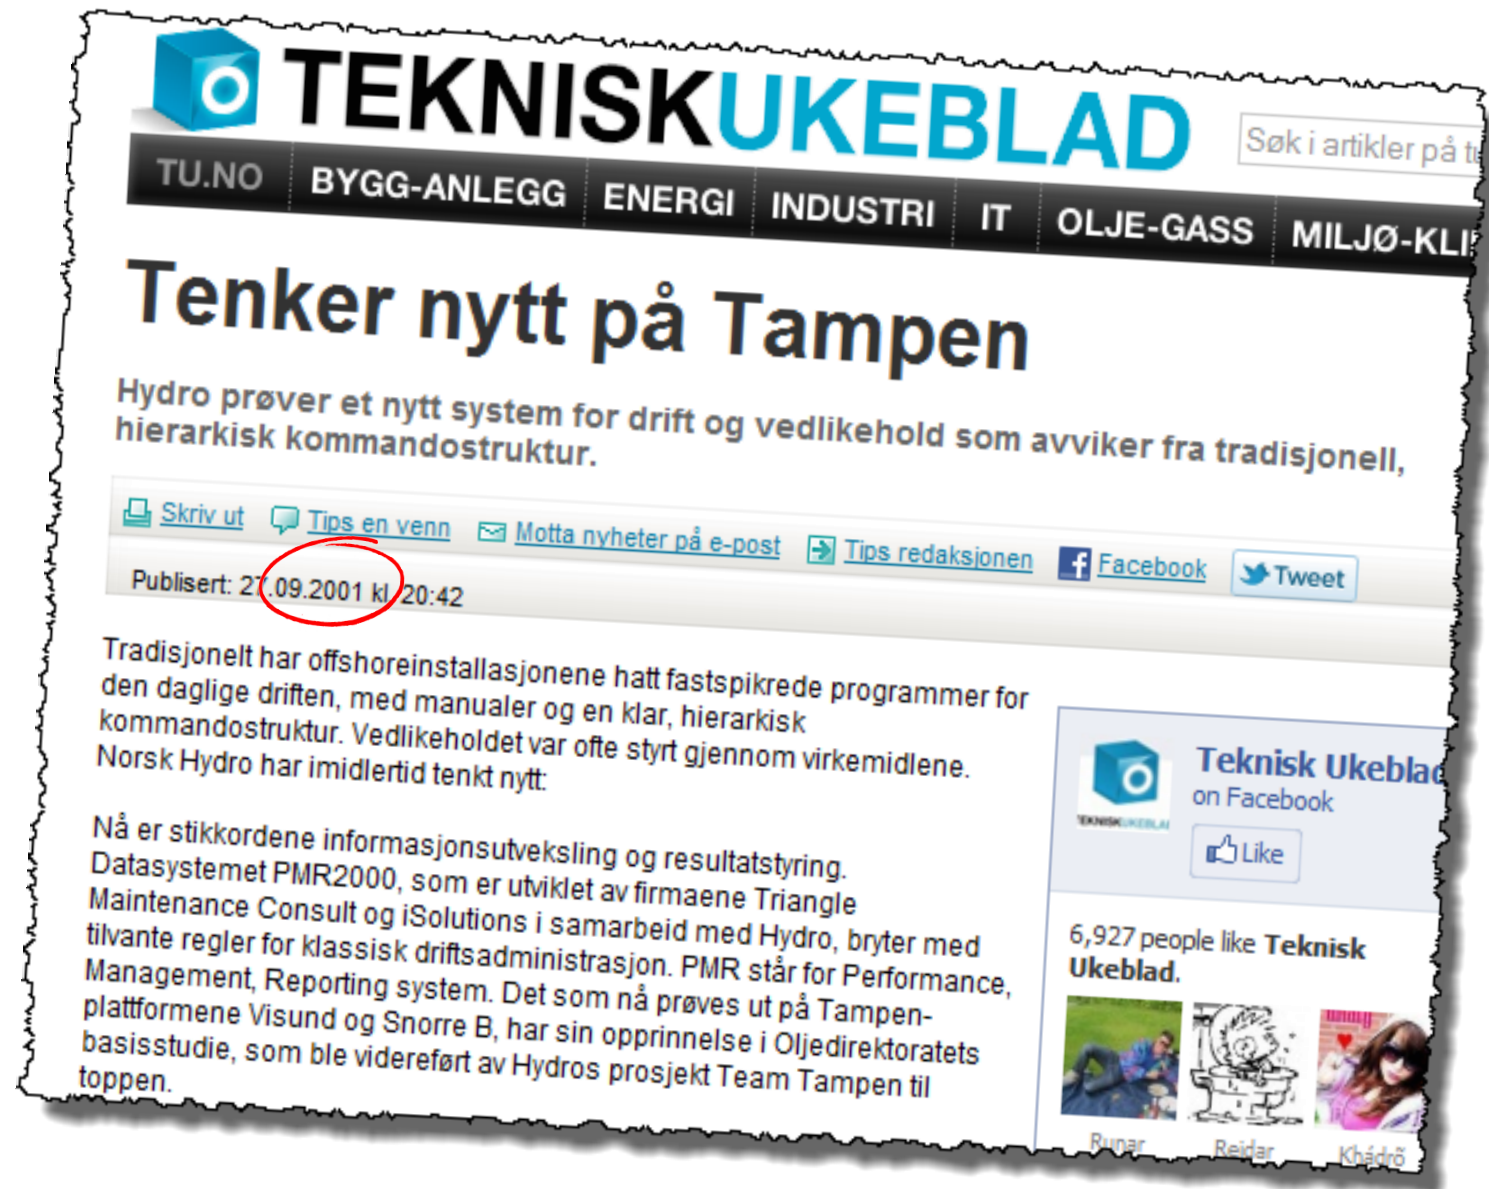 TEKNISKUKEBLAD
Søk i artikler på
TU.NO BYGG-ANLEGG ENERGI INDUSTRI IT OLJE-GASS
Tenker nytt på Tampen
Hydro prøver et nytt system for drift og vedlikehold som avviker fra tradisjonell,
hierarkisk kommandostruktur.
Skriv ut Tips en venn Motta nyheter på e-post Tips redaksjonen Facebook Tweet
Publisert: 27.09.2001 kl. 20:42
Tradisjonelt har offshoreinstallasjonene hatt fastspikrede programmer for
den daglige driften, med manualer og en klar, hierarkisk
kommandostruktur. Vedlikeholdet var ofte styrt gjennom virkemidlene.
Norsk Hydro har imidlertid tenkt nytt:
Nå er stikkordene informasjonsutveksling og resultatstyring.
Datasystemet PMR2000, som er utviklet av firmaene Triangle
Maintenance Consult og iSolutions i samarbeid med Hydro, bryter med
tilvante regler for klassisk driftsadministrasjon. PMR står for Performance,
Management, Reporting system. Det som nå prøves ut på Tampen-
plattformene Visund og Snorre B, har sin opprinnelse i Oljedirektoratets
basisstudie, som ble videreført av Hydros prosjekt Team Tampen til
toppen.
Teknisk Ukeblad
on Facebook
TEKNISKUKEBLAD
Like
6,927 people like Teknisk
Ukeblad.
Runar Reidar Khádrõ